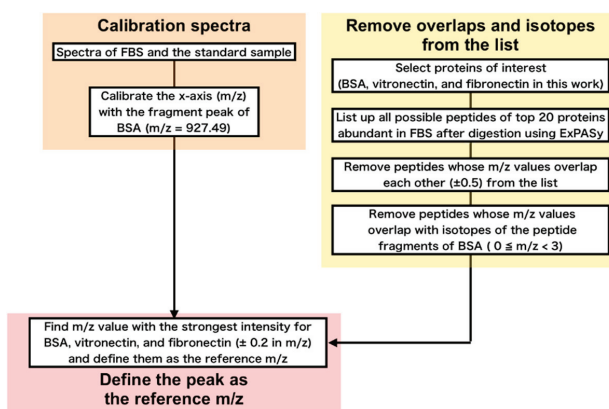 Calibration spectra
Spectra of FBS and the standard sample
Calibrate the x-axis (m/z)
with the fragment peak of
BSA (m/z = 927.49)
Remove overlaps and isotopes
from the list
Select proteins of interest
(BSA, vitronectin, and fibronectin in this work)
List up all possible peptides of top 20 proteins
abundant in FBS after digestion using ExPASy
Remove peptides whose m/z values overlap
each other (±0.5) from the list
Remove peptides whose m/z values
overlap with isotopes of the peptide
fragments of BSA ( 0 ≦ m/z < 3)
Find m/z value with the strongest intensity for
BSA, vitronectin, and fibronectin (± 0.2 in m/z)
and define them as the reference m/z
Define the peak as
the reference m/z